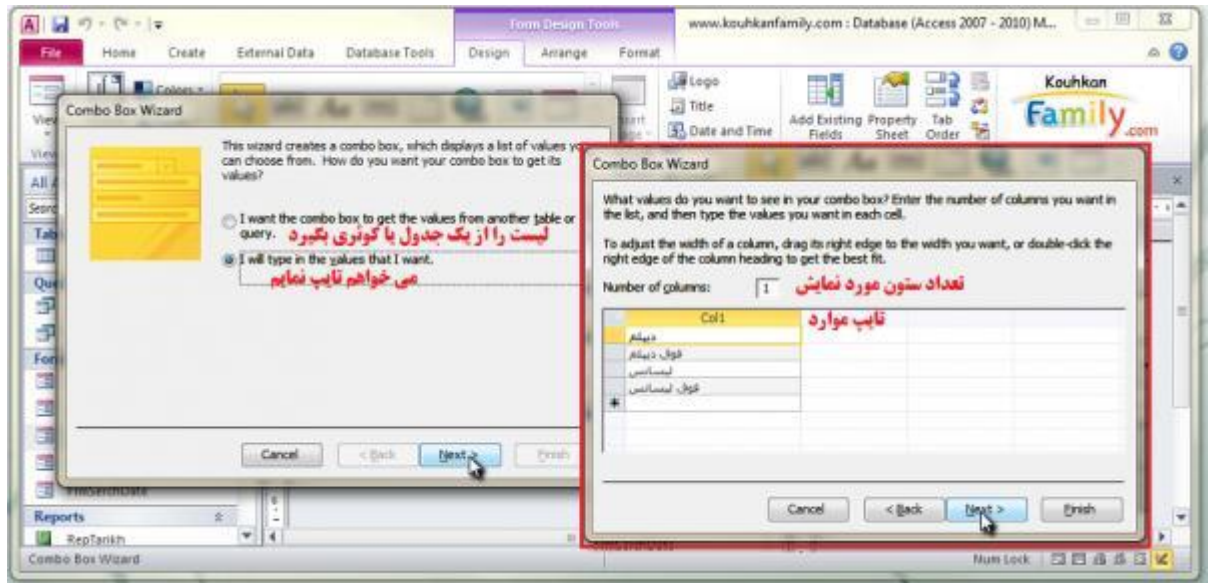 Form Design Tools
www.kouhkanfamily.com : Database (Access 2007 - 2010) M...
File Home Create External Data Database Tools Design Arrange Format
Logo
Title
Date and Time
Add Existing Fields
Property Sheet
Tab Order
Kouhkan
Family.com
Combo Box Wizard
This wizard creates a combo box, which displays a list of values
can choose from. How do you want your combo box to get its
values?
I want the combo box to get the values from another table or
query.
لیست را از یک جدول یا کوئری بگیرد
I will type in the values that I want.
می خواهم تایپ نمایم
Cancel < Back Next > Finish
Combo Box Wizard
What values do you want to see in your combo box? Enter the number of columns you want in
the list, and then type the values you want in each cell.
To adjust the width of a column, drag its right edge to the width you want, or double-click the
right edge of the column heading to get the best fit.
Number of columns: 1
تعداد ستون مورد نمایش
Col1
تایپ موارد
دیپلم
فوق دیپلم
لیسانس
فوق لیسانس
Cancel < Back Next > Finish
Reports
RepTarikh
Combo Box Wizard
Num Lock